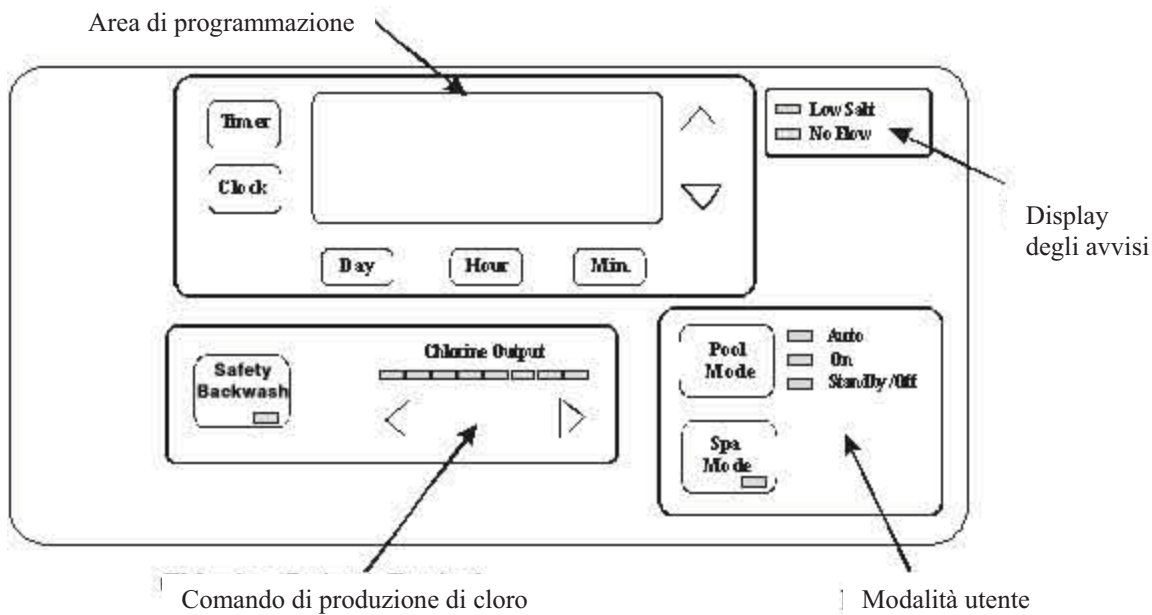 Area di programmazione
Timer
Clock
Day
Hour
Min.
Low Salt
No Flow
Display
degli avvisi
Safety
Backwash
Chlorine Output
Pool
Mode
Auto
On
StandBy/Off
Spa
Mode
Comando di produzione di cloro
Modalità utente